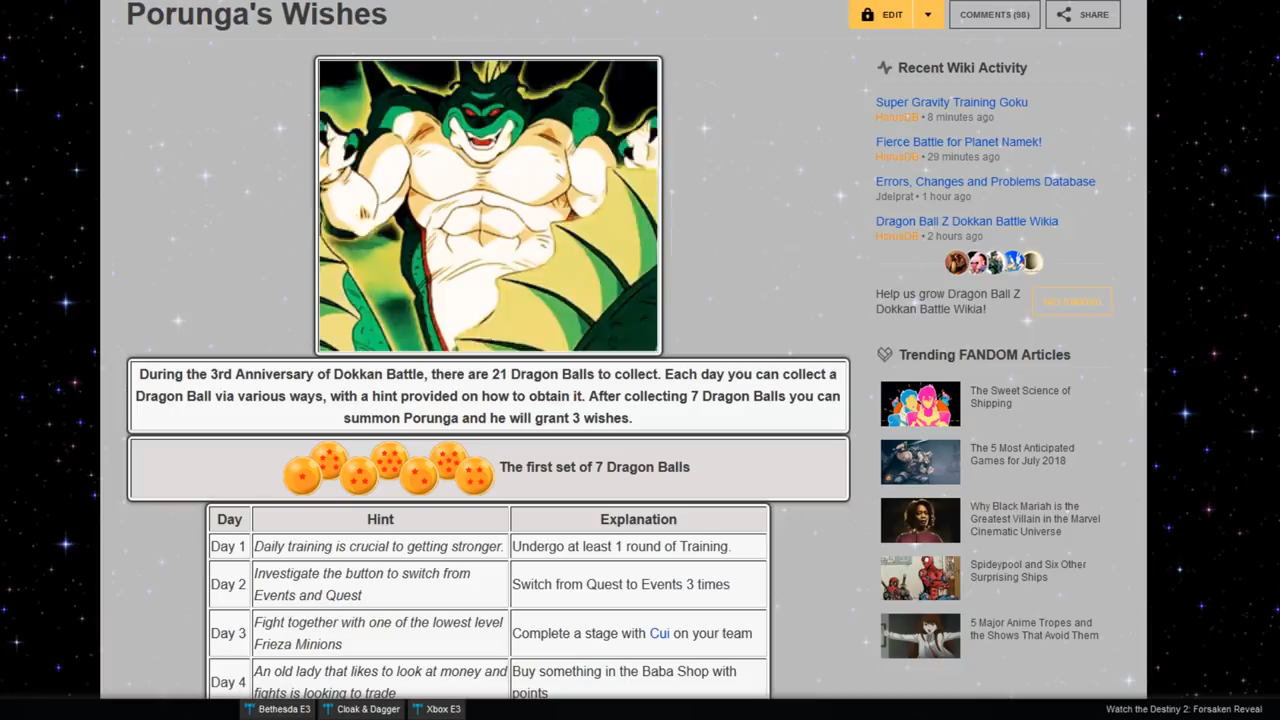 Porunga's Wishes
EDIT
COMMENTS (98)
SHARE
During the 3rd Anniversary of Dokkan Battle, there are 21 Dragon Balls to collect. Each day you can collect a
Dragon Ball via various ways, with a hint provided on how to obtain it. After collecting 7 Dragon Balls you can
summon Porunga and he will grant 3 wishes.
The first set of 7 Dragon Balls
Day Hint Explanation
Day 1 Daily training is crucial to getting stronger. Undergo at least 1 round of Training.
Day 2 Investigate the button to switch from
Events and Quest
Switch from Quest to Events 3 times
Day 3 Fight together with one of the lowest level
Frieza Minions
Complete a stage with Cui on your team
Day 4 An old lady that likes to look at money and
fights is looking to trade
Buy something in the Baba Shop with
points
Recent Wiki Activity
Super Gravity Training Goku
HorusDB • 8 minutes ago
Fierce Battle for Planet Namek!
HorusDB • 29 minutes ago
Errors, Changes and Problems Database
Jdelprat • 1 hour ago
Dragon Ball Z Dokkan Battle Wikia
HorusDB • 2 hours ago
Help us grow Dragon Ball Z
Dokkan Battle Wikia!
Trending FANDOM Articles
The Sweet Science of
Shipping
The 5 Most Anticipated
Games for July 2018
Why Black Mariah is the
Greatest Villain in the Marvel
Cinematic Universe
Spideypool and Six Other
Surprising Ships
5 Major Anime Tropes and
the Shows That Avoid Them
Bethesda E3
Cloak & Dagger
Xbox E3
Watch the Destiny 2: Forsaken Reveal